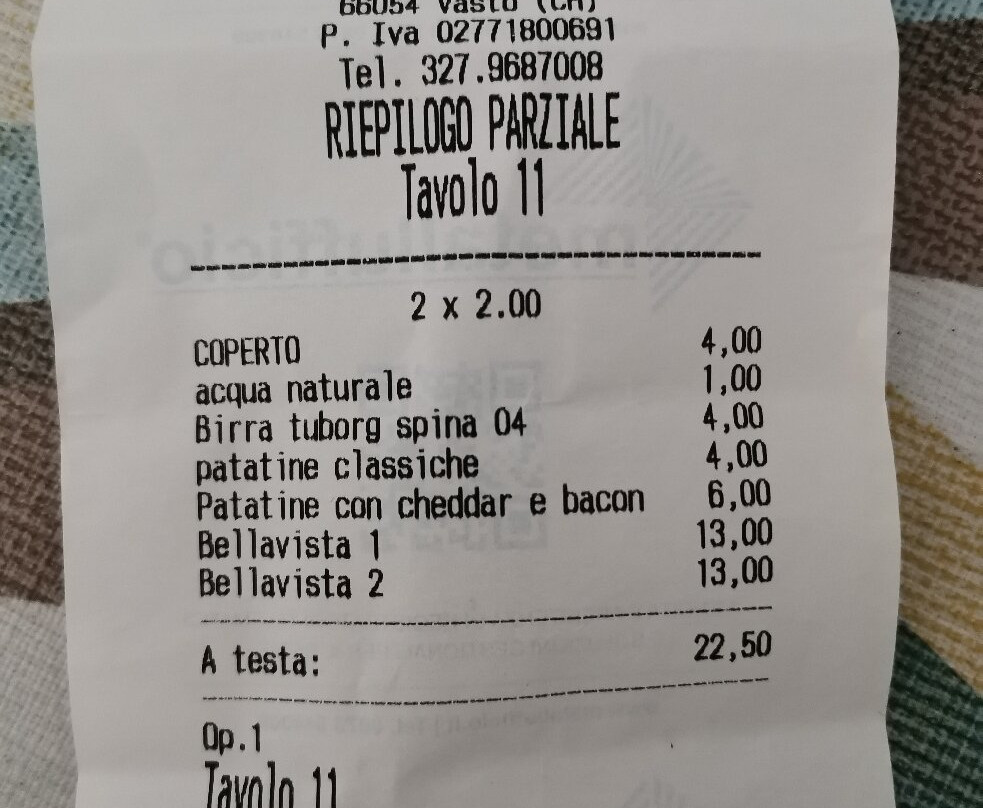 66054 Vasto (CH)
P. Iva 02771800691
Tel. 327.9687008
RIEPILOGO PARZIALE
Tavolo 11
2 x 2.00
COPERTO 4,00
acqua naturale 1,00
Birra tuborg spina 04 4,00
patatine classiche 4,00
Patatine con cheddar e bacon 6,00
Bellavista 1 13,00
Bellavista 2 13,00
A testa: 22,50
Op.1
Tavolo 11
metallufficio